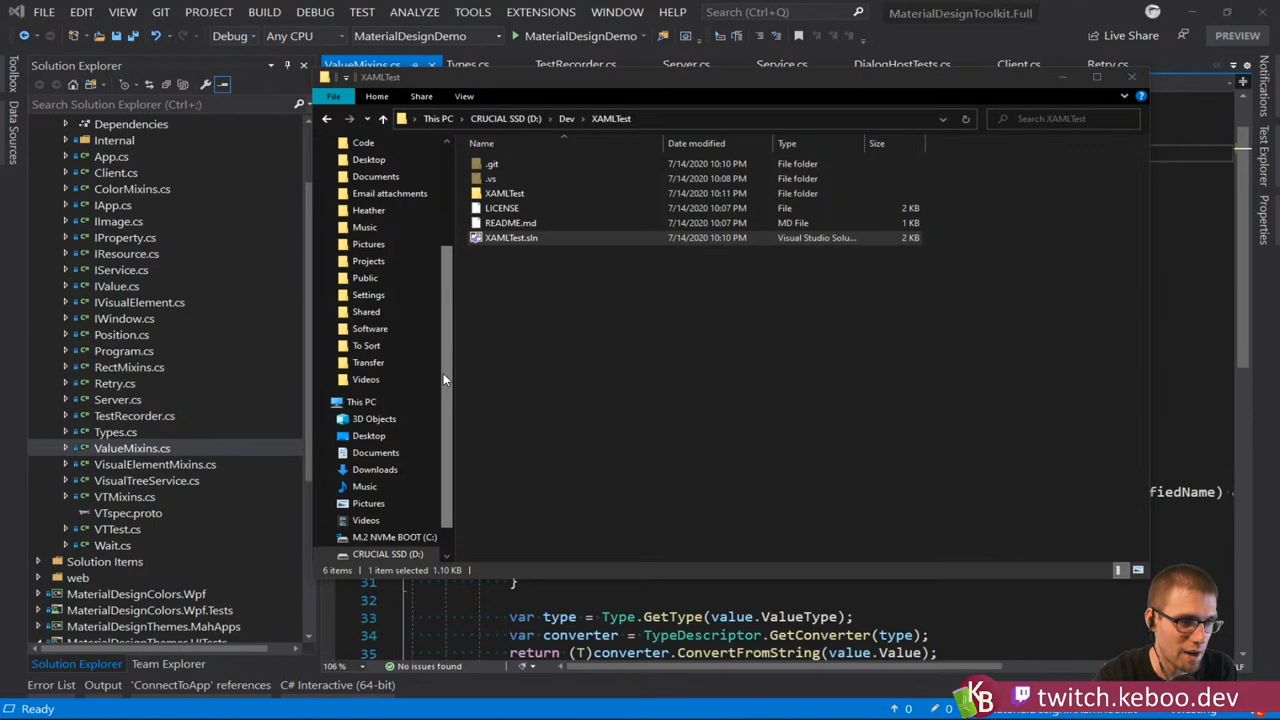 FILE EDIT VIEW GIT PROJECT BUILD DEBUG TEST ANALYZE TOOLS EXTENSIONS WINDOW HELP Search (Ctrl+Q) MaterialDesignToolkit.Full
Debug Any CPU MaterialDesignDemo MaterialDesignDemo Live Share PREVIEW
Solution Explorer ValueMixins.cs Types.cs TestRecorder.cs Server.cs DialogHostTests.cs Client.cs Retry.cs
Toolbox
Data Sources
Notifications
Test Explorer
Properties
Search Solution Explorer (Ctrl+;)
Dependencies
Internal
App.cs
Client.cs
ColorMixins.cs
IApp.cs
IImage.cs
IProperty.cs
IResource.cs
IService.cs
IValue.cs
IVisualElement.cs
IWindow.cs
Position.cs
Program.cs
RectMixins.cs
Retry.cs
Server.cs
TestRecorder.cs
Types.cs
ValueMixins.cs
VisualElementMixins.cs
VisualTreeService.cs
VTMixins.cs
VTspec.proto
VTTest.cs
Wait.cs
Solution Items
web
MaterialDesignColors.Wpf
MaterialDesignColors.Wpf.Tests
MaterialDesignThemes.MahApps
Solution Explorer Team Explorer
XAMLTest
File Home Share View
This PC CRUCIAL SSD (D:) Dev XAMLTest Search XAMLTest
Code
Desktop
Documents
Email attachments
Heather
Music
Pictures
Projects
Public
Settings
Shared
Software
To Sort
Transfer
Videos
This PC
3D Objects
Desktop
Documents
Downloads
Music
Pictures
Videos
M.2 NVMe BOOT (C:)
CRUCIAL SSD (D:)
Name Date modified Type Size
.git 7/14/2020 10:10 PM File folder
.vs 7/14/2020 10:08 PM File folder
XAMLTest 7/14/2020 10:11 PM File folder
LICENSE 7/14/2020 10:07 PM File 2 KB
README.md 7/14/2020 10:07 PM MD File 1 KB
XAMLTest.sln 7/14/2020 10:10 PM Visual Studio Solu... 2 KB
6 items 1 item selected 1.10 KB
fiedName)
31 }
32
33 var type = Type.GetType(value.ValueType);
34 var converter = TypeDescriptor.GetConverter(type);
35 return (T)converter.ConvertFromString(value.Value);
106 % No issues found
Error List Output 'ConnectToApp' references C# Interactive (64-bit)
Ready 0 0
KB twitch.keboo.dev